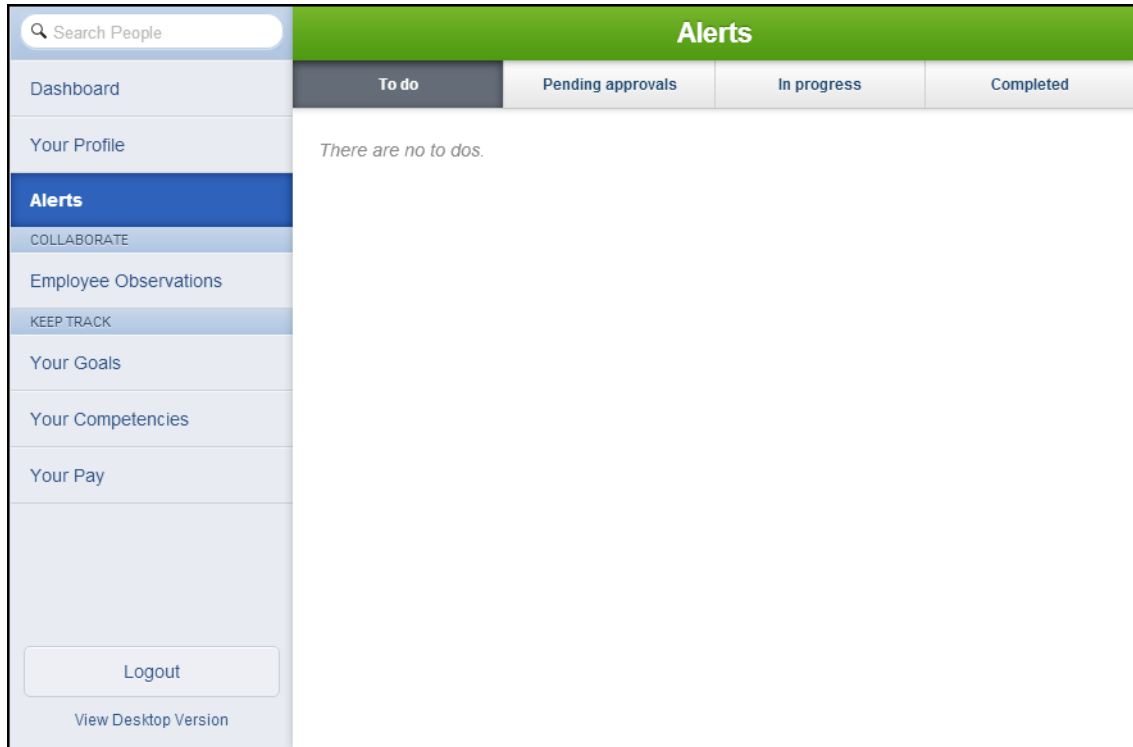 Search People
Dashboard
Your Profile
Alerts
COLLABORATE
Employee Observations
KEEP TRACK
Your Goals
Your Competencies
Your Pay
Logout
View Desktop Version
Alerts
To do Pending approvals In progress Completed
There are no to dos.